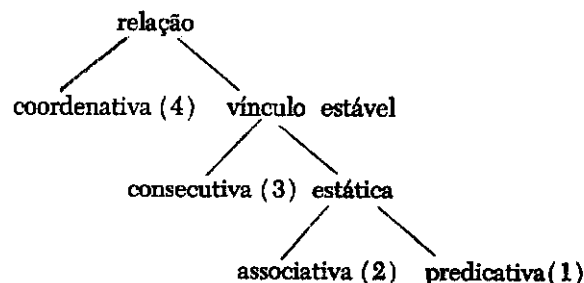 relação
coordenativa (4) vínculo estável
consecutiva (3) estática
associativa (2) predicativa (1)